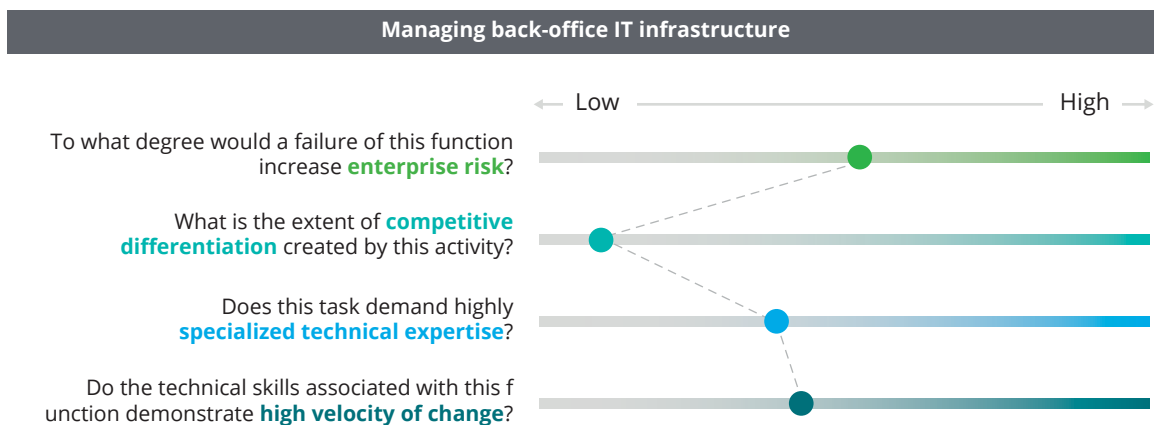 Managing back-office IT infrastructure
Low
High
To what degree would a failure of this function
increase enterprise risk?
What is the extent of competitive
differentiation created by this activity?
Does this task demand highly
specialized technical expertise?
Do the technical skills associated with this f
unction demonstrate high velocity of change?